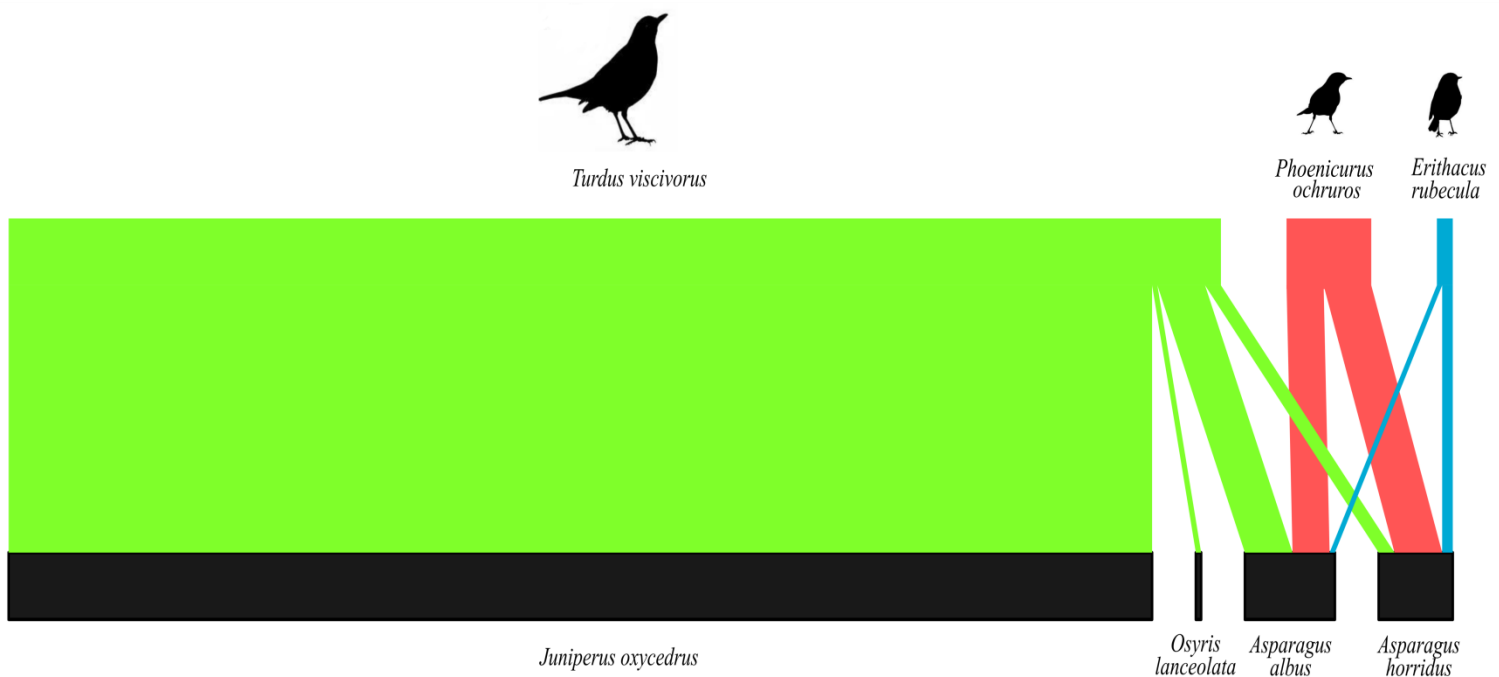 Turdus viscivorus
Phoenicurus
ochruros
Erithacus
rubecula
Juniperus oxycedrus
Osyris
lanceolata
Asparagus
albus
Asparagus
horridus